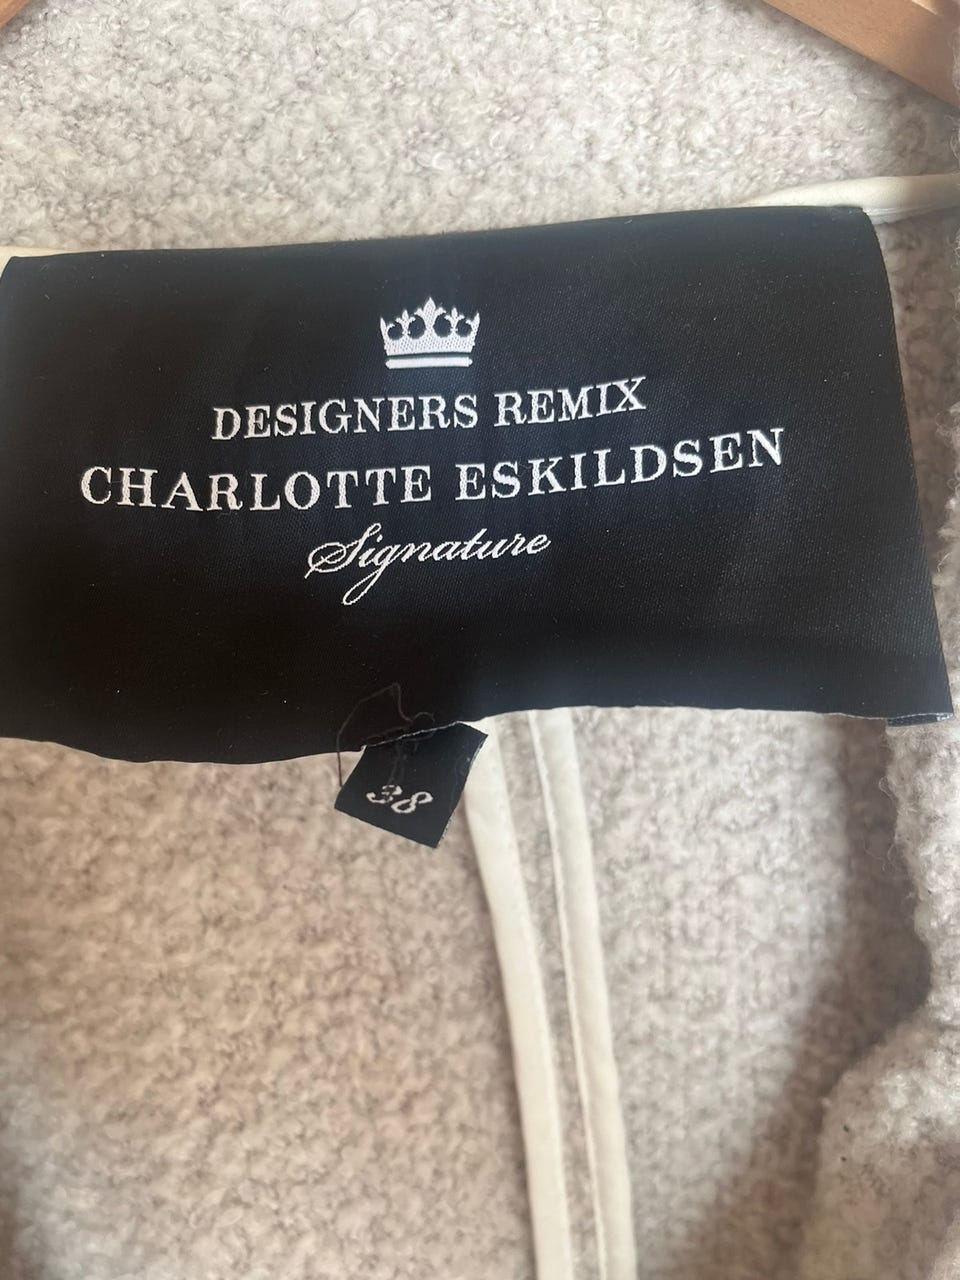 DESIGNERS REMIX
CHARLOTTE ESKILDSEN
Signature
38